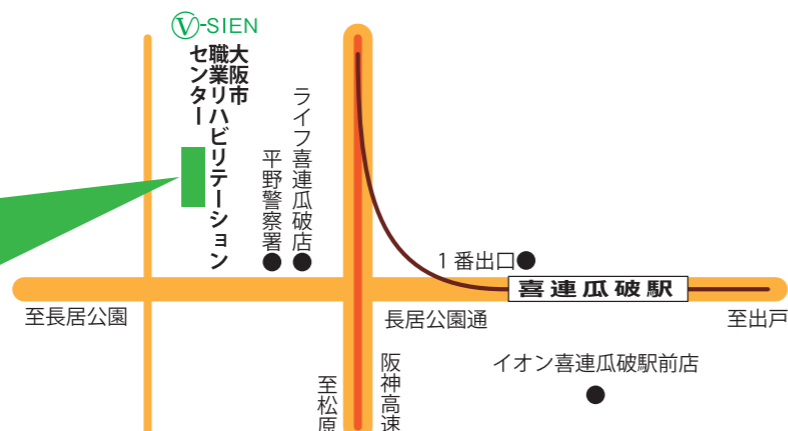 V-SIEN
大阪市
職業リハビリテーション
センター
ライフ喜連瓜破店
平野警察署
1番出口
喜連瓜破駅
至長居公園
長居公園通
至出戸
イオン喜連瓜破駅前店
阪神高速
至松原